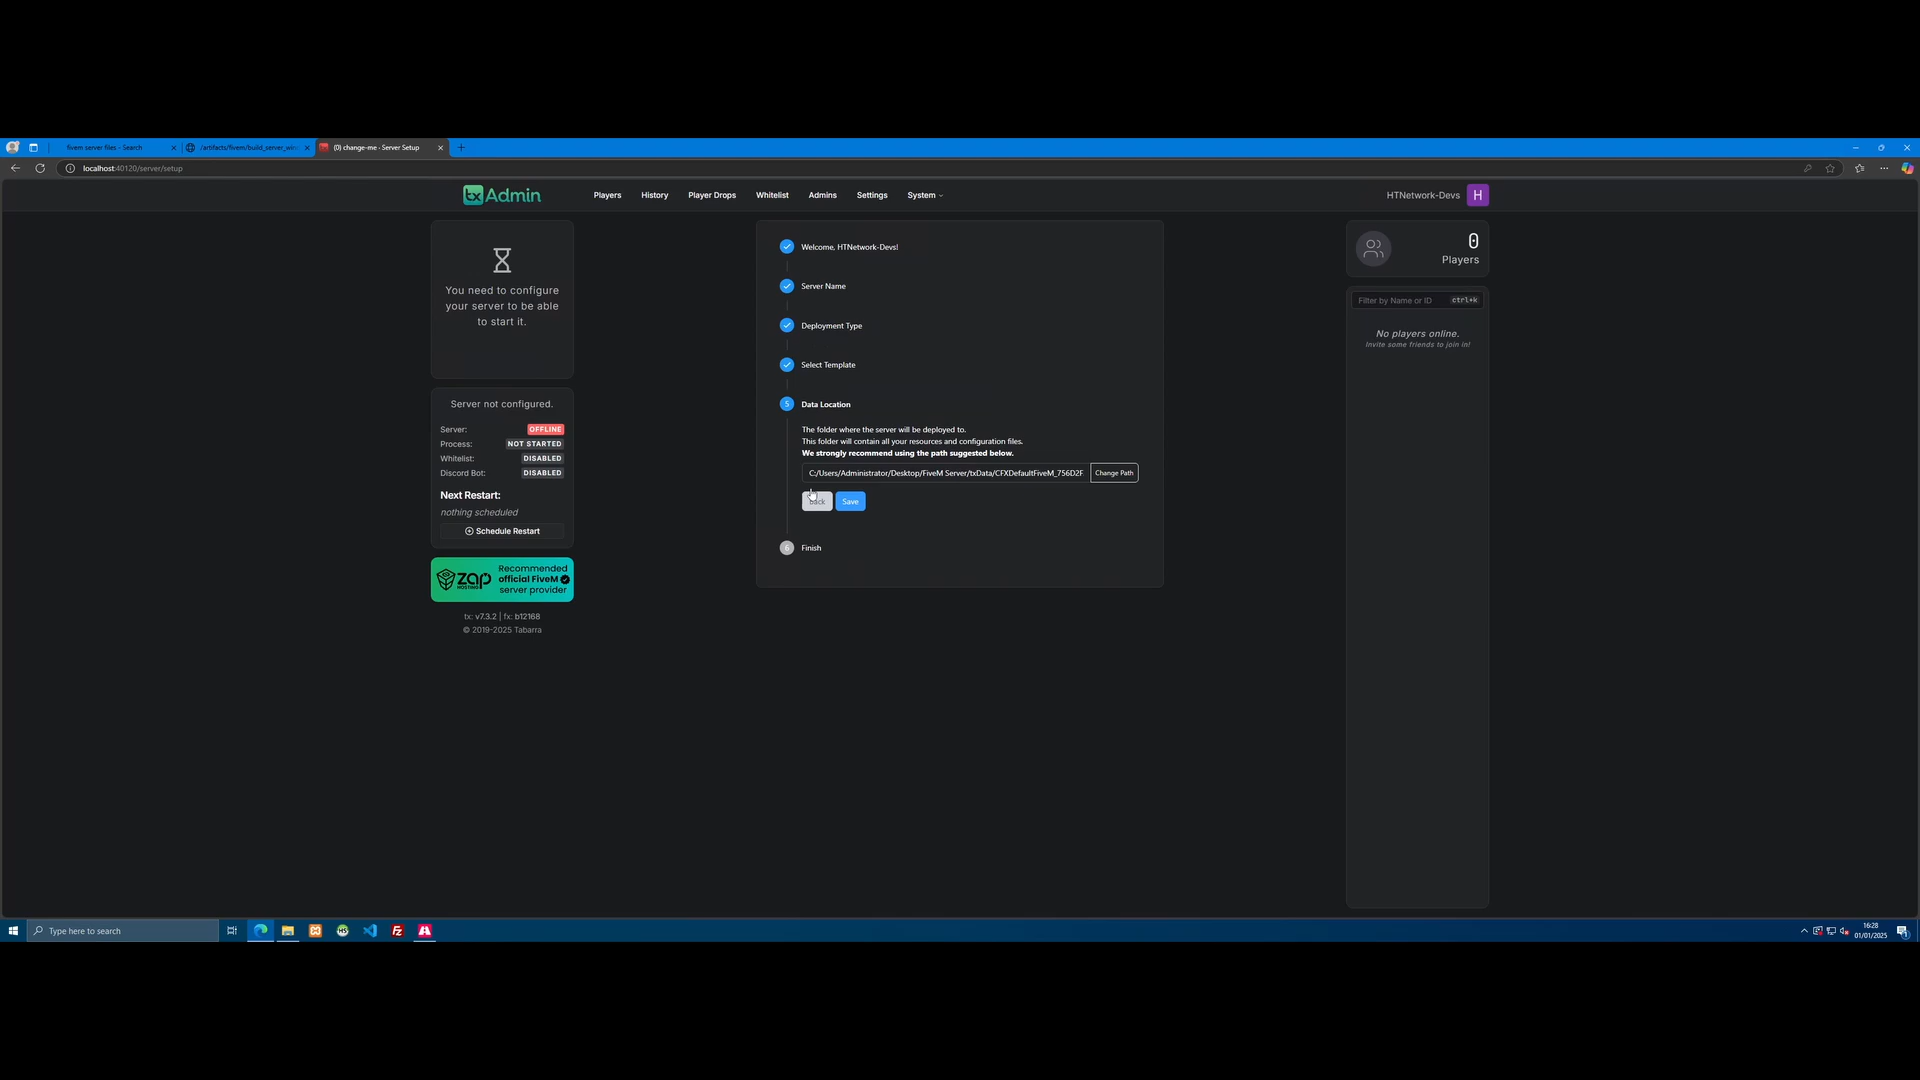 fivem server files - Search
/artifacts/fivem/build_server_win
(0) change-me · Server Setup
localhost:40120/server/setup
tx Admin
Players
History
Player Drops
Whitelist
Admins
Settings
System
HTNetwork-Devs
H
You need to configure
your server to be able
to start it.
Server not configured.
Server: OFFLINE
Process: NOT STARTED
Whitelist: DISABLED
Discord Bot: DISABLED
Next Restart:
nothing scheduled
Schedule Restart
ZAP HOSTING
Recommended
official FiveM
server provider
tx: v7.3.2 | fx: b12168
© 2019-2025 Tabarra
Welcome, HTNetwork-Devs!
Server Name
Deployment Type
Select Template
5 Data Location
The folder where the server will be deployed to.
This folder will contain all your resources and configuration files.
We strongly recommend using the path suggested below.
C:/Users/Administrator/Desktop/FiveM Server/txData/CFXDefaultFiveM_756D2F
Change Path
Back
Save
6 Finish
0
Players
Filter by Name or ID
ctrl+k
No players online.
Invite some friends to join in!
Type here to search
16:28
01/01/2025